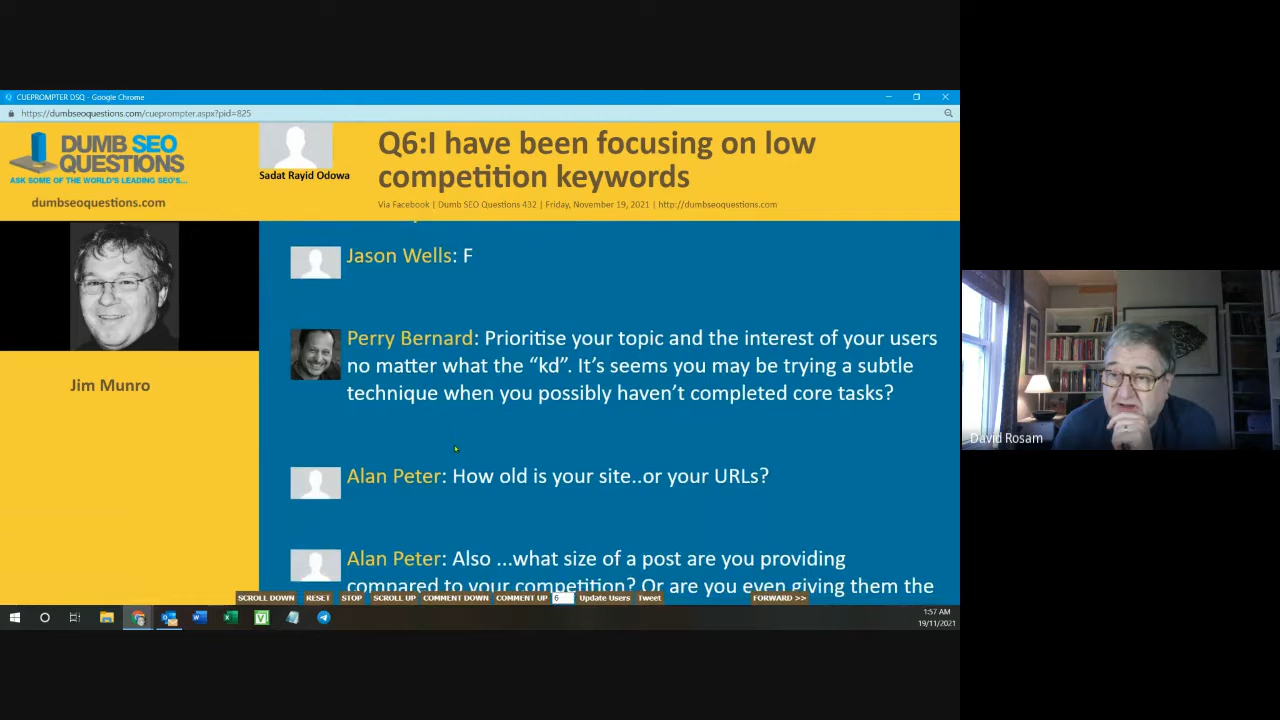 CUEPROMPTER DSQ - Google Chrome
https://dumbseoquestions.com/cueprompter.aspx?pid=825
DUMB SEO
QUESTIONS
ASK SOME OF THE WORLD'S LEADING SEO'S...
dumbseoquestions.com
Sadat Rayid Odowa
Q6:I have been focusing on low
competition keywords
Via Facebook | Dumb SEO Questions 432 | Friday, November 19, 2021 | http://dumbseoquestions.com
Jim Munro
Jason Wells: F
Perry Bernard: Prioritise your topic and the interest of your users
no matter what the “kd”. It’s seems you may be trying a subtle
technique when you possibly haven’t completed core tasks?
Alan Peter: How old is your site..or your URLs?
Alan Peter: Also ...what size of a post are you providing
compared to your competition? Or are you even giving them the
SCROLL DOWN RESET STOP SCROLL UP COMMENT DOWN COMMENT UP 6 Update Users Tweet FORWARD >>
1:57 AM
19/11/2021
David Rosam